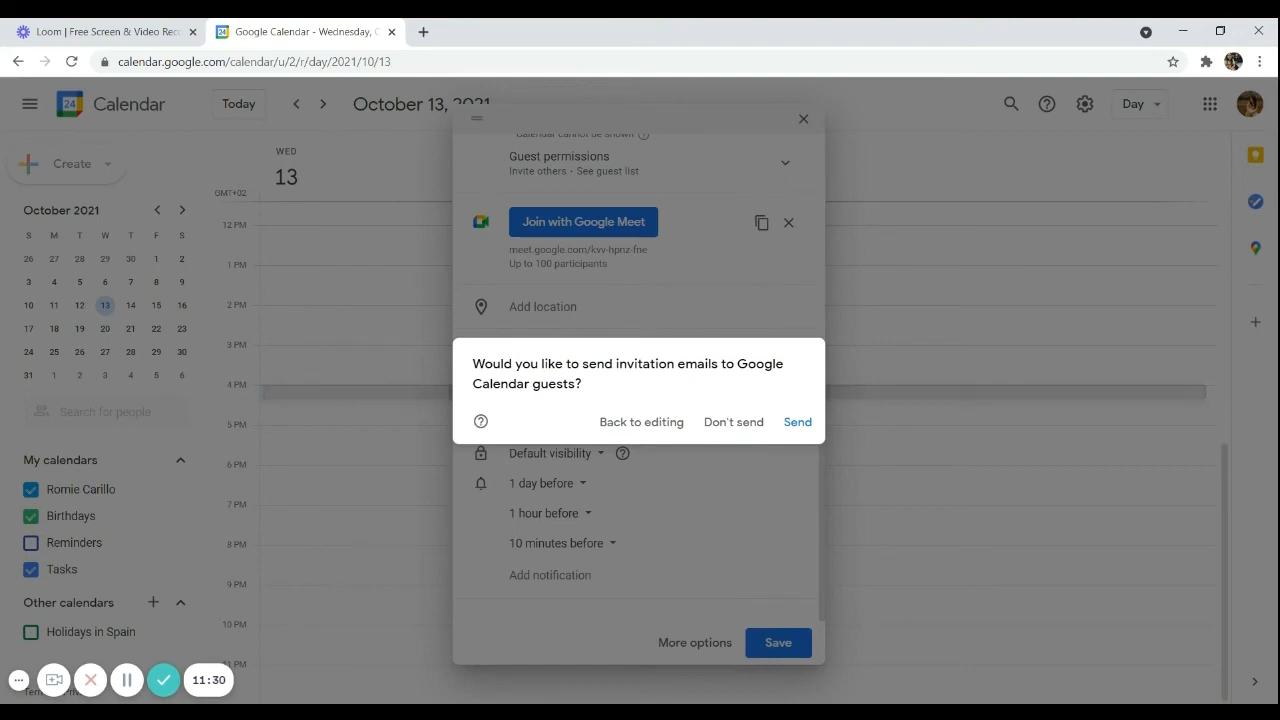 Loom | Free Screen & Video Rec
Google Calendar - Wednesday, O
calendar.google.com/calendar/u/2/r/day/2021/10/13
24
Calendar
Today
October 13, 2021
Day
Create
WED
13
GMT+02
October 2021
S M T W T F S
26 27 28 29 30 1 2
3 4 5 6 7 8 9
10 11 12 13 14 15 16
17 18 19 20 21 22 23
24 25 26 27 28 29 30
31 1 2 3 4 5 6
Search for people
My calendars
Romie Carillo
Birthdays
Reminders
Tasks
Other calendars
Holidays in Spain
12 PM
1 PM
2 PM
3 PM
4 PM
5 PM
6 PM
7 PM
8 PM
9 PM
10 PM
11 PM
Calendar cannot be shown
Guest permissions
Invite others • See guest list
Join with Google Meet
meet.google.com/kvv-hpnz-fne
Up to 100 participants
Add location
Would you like to send invitation emails to Google
Calendar guests?
Back to editing Don't send Send
Default visibility
1 day before
1 hour before
10 minutes before
Add notification
More options Save
11:30